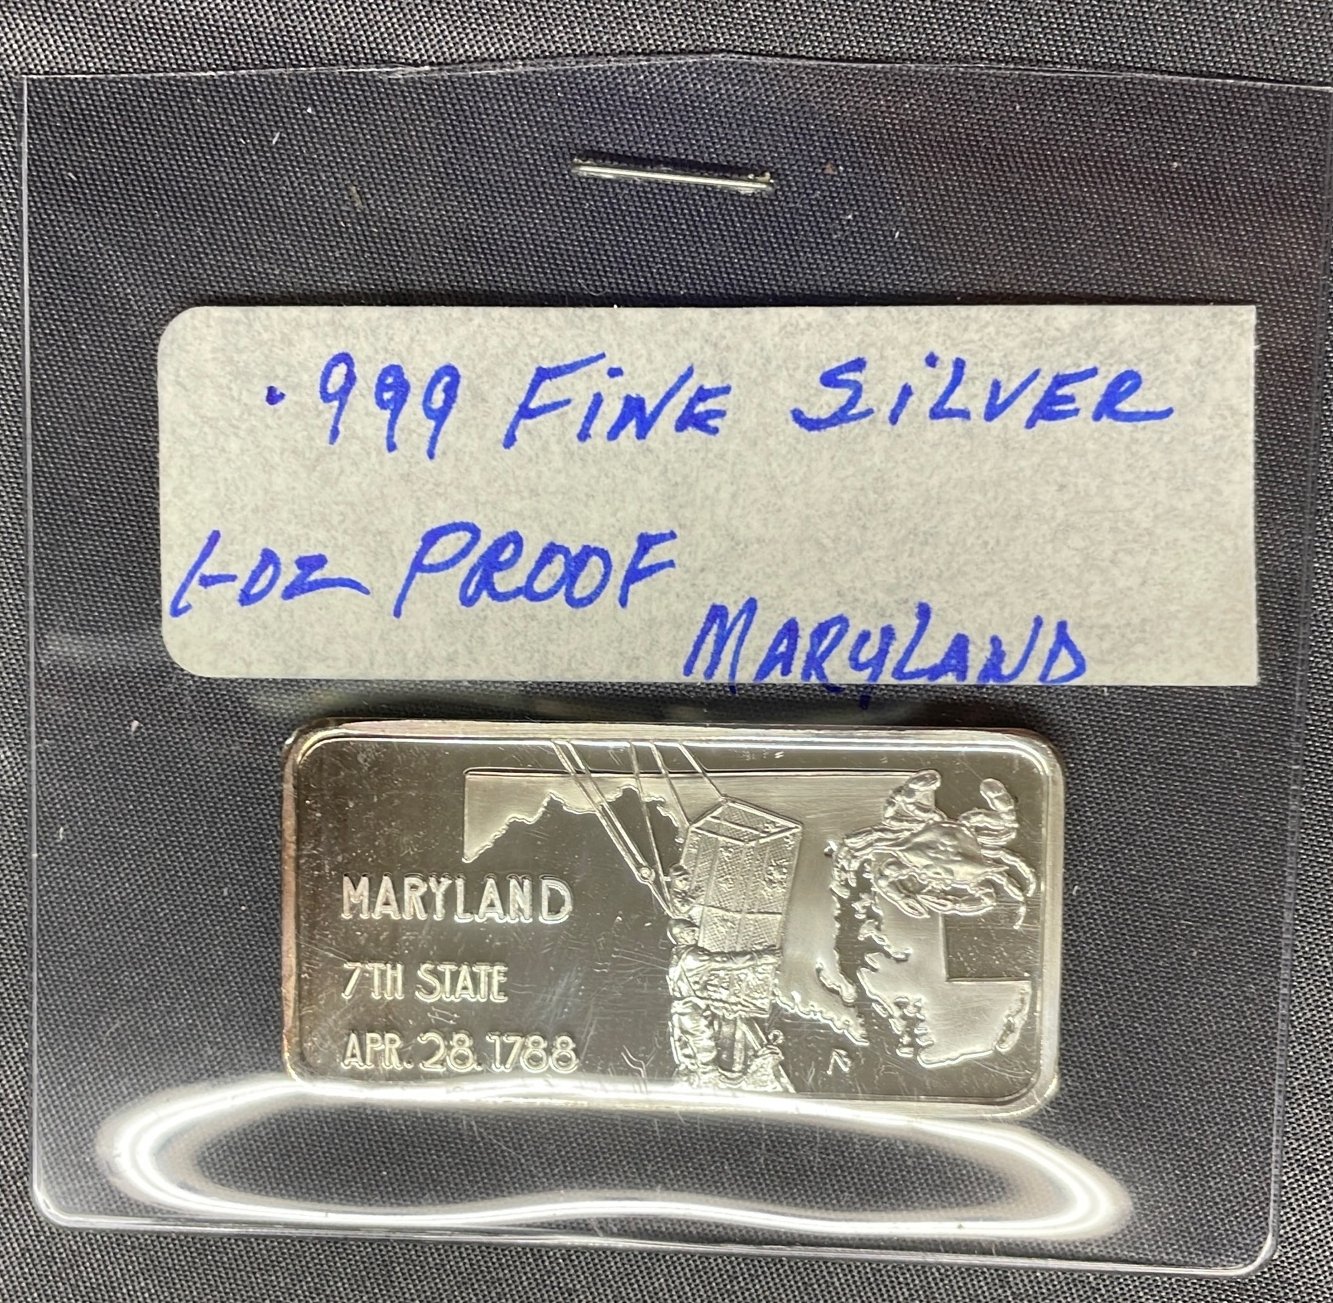 .999 FiNE SiLVER
1-OZ PROOF
MARYLAND
MARYLAND
7TH STATE
APR. 28. 1788